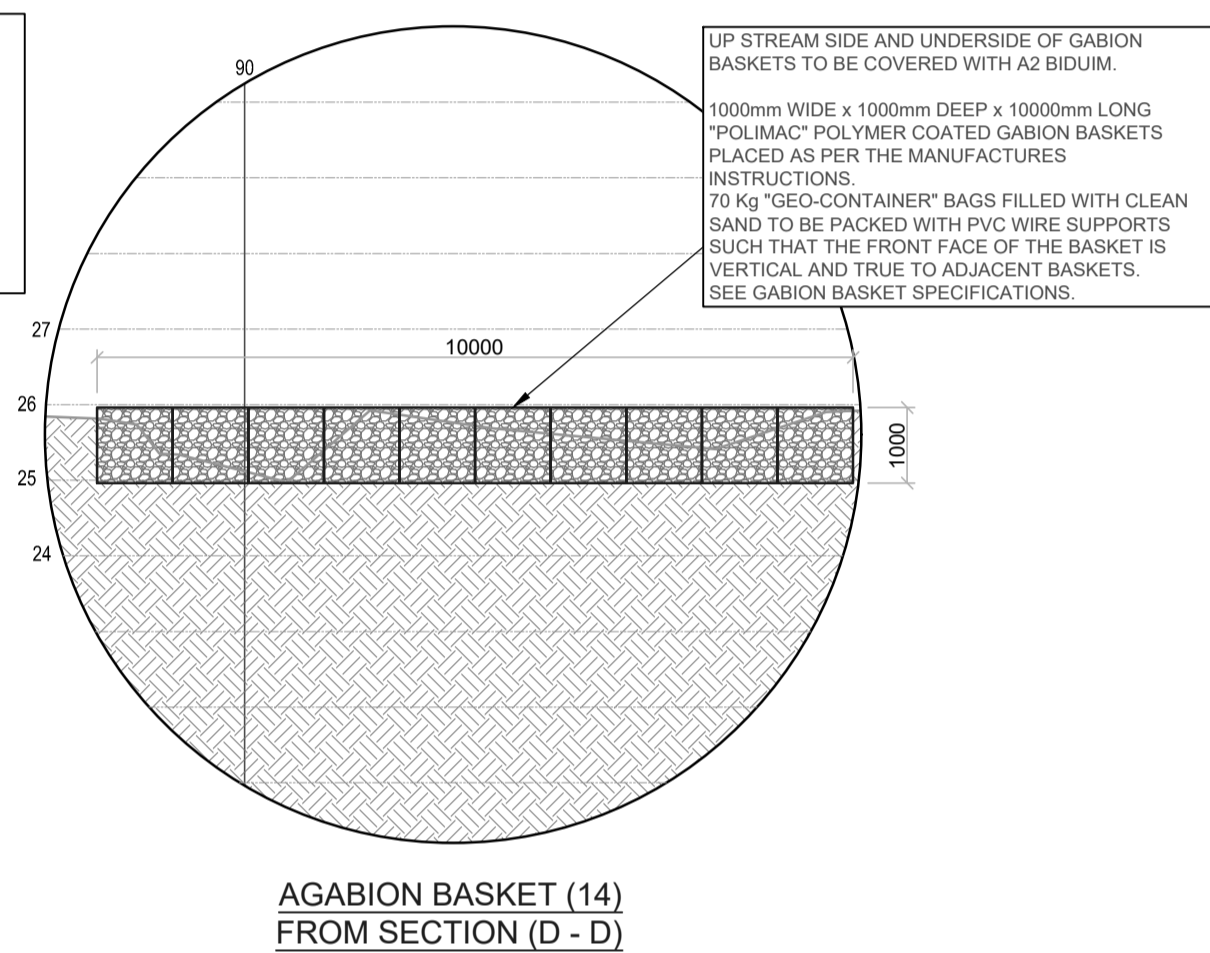 90
UP STREAM SIDE AND UNDERSIDE OF GABION
BASKETS TO BE COVERED WITH A2 BIDUIM.
1000mm WIDE x 1000mm DEEP x 10000mm LONG
"POLIMAC" POLYMER COATED GABION BASKETS
PLACED AS PER THE MANUFACTURES
INSTRUCTIONS.
70 Kg "GEO-CONTAINER" BAGS FILLED WITH CLEAN
SAND TO BE PACKED WITH PVC WIRE SUPPORTS
SUCH THAT THE FRONT FACE OF THE BASKET IS
VERTICAL AND TRUE TO ADJACENT BASKETS.
SEE GABION BASKET SPECIFICATIONS.
27
10000
26
1000
25
24
AGABION BASKET (14)
FROM SECTION (D - D)